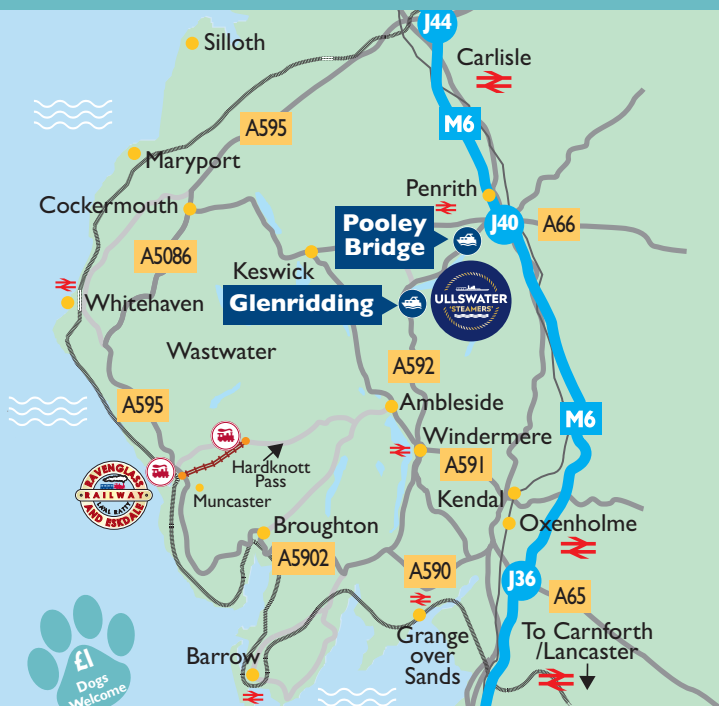 J44
Silloth
Carlisle
M6
A595
Maryport
Penrith
Cockermouth
Pooley
Bridge
J40
A66
A5086
Keswick
Glenridding
ULLSWATER
'STEAMERS'
Whitehaven
Wastwater
A592
A595
Ambleside
M6
Windermere
Hardknott
Pass
A591
RAVENGLASS
RAILWAY
LAAL RATTY
AND ESKDALE
Muncaster
Kendal
Oxenholme
Broughton
A5902
A590
J36
A65
Grange
over
Sands
To Carnforth
/Lancaster
Barrow
£1
Dogs
Welcome